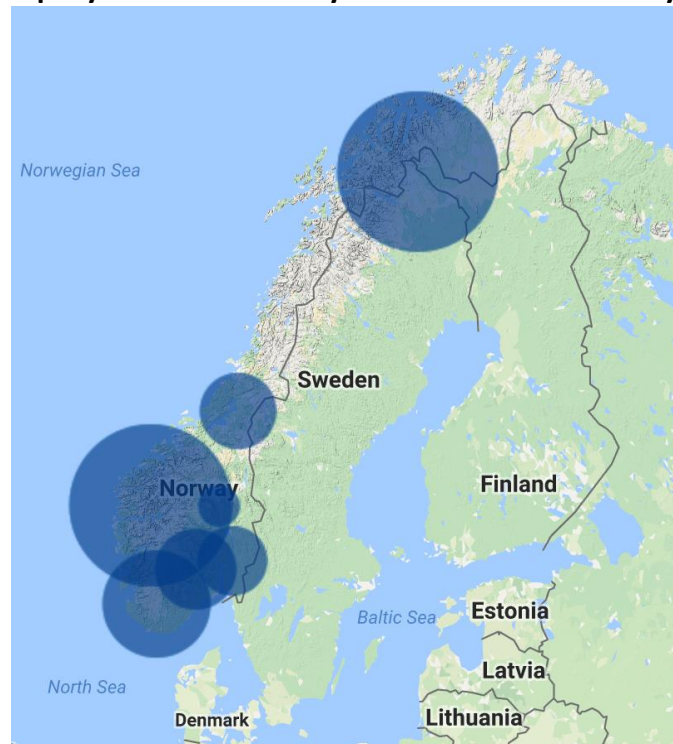 Norwegian Sea
Sweden
Norway
Finland
Estonia
Baltic Sea
Latvia
North Sea
Denmark
Lithuania